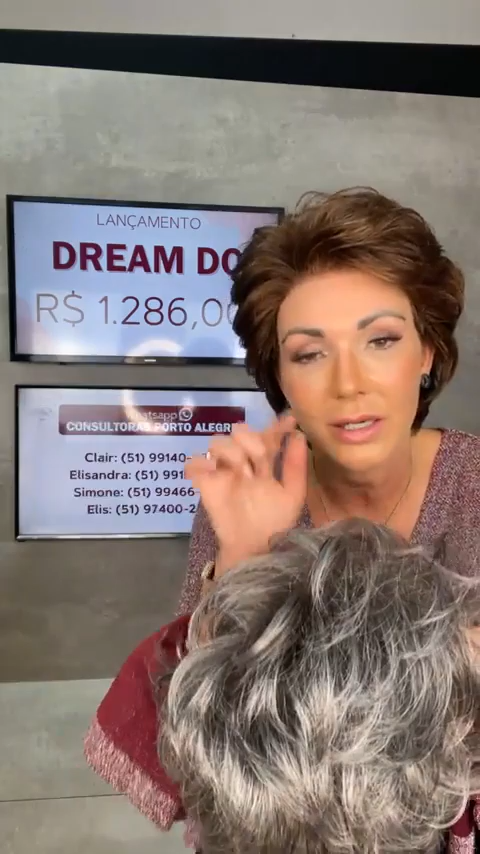 LANÇAMENTO
DREAM DO
R$ 1.286,00
Whatsapp
CONSULTORAS PORTO ALEGRE
Clair: (51) 99140-
Elisandra: (51) 991
Simone: (51) 99466-
Elis: (51) 97400-2